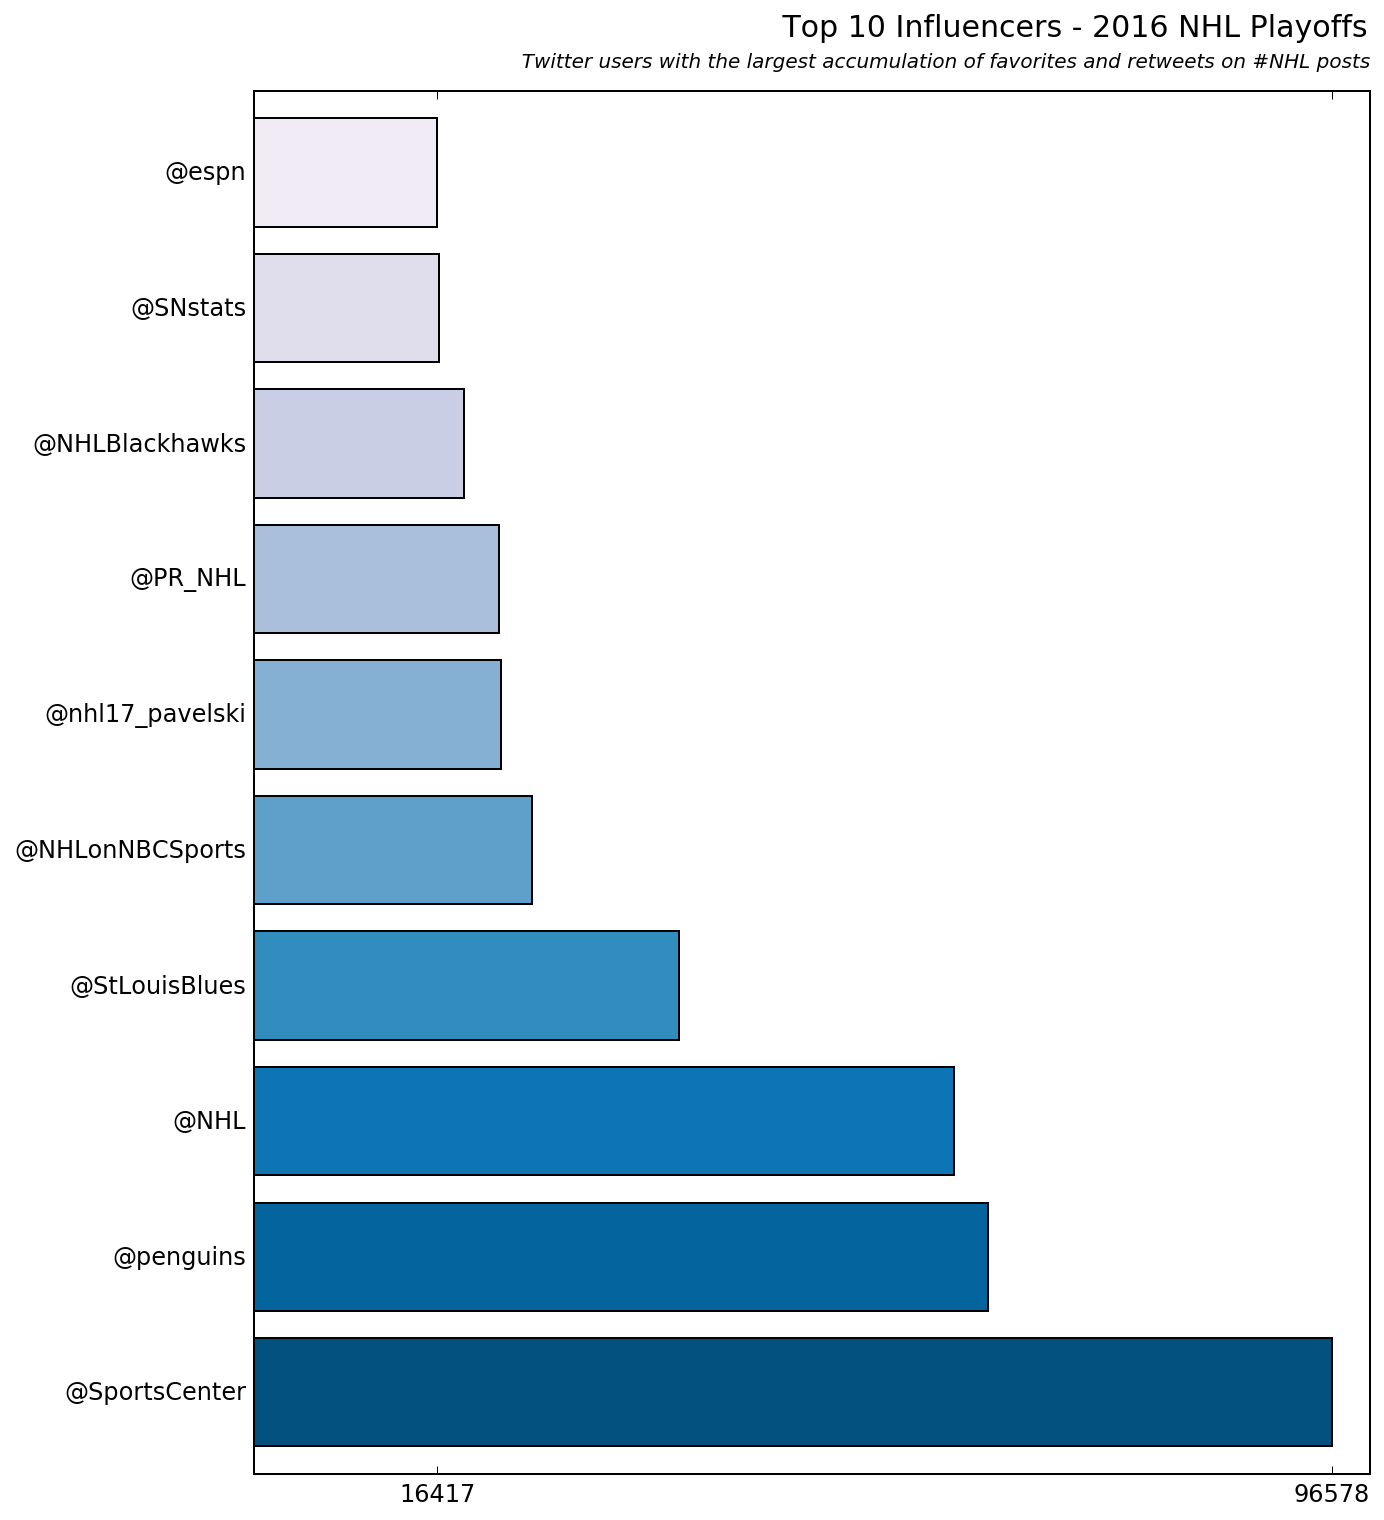 Top 10 Influencers - 2016 NHL Playoffs
Twitter users with the largest accumulation of favorites and retweets on #NHL posts
@espn
@SNstats
@NHLBlackhawks
@PR_NHL
@nhl17_pavelski
@NHLonNBCSports
@StLouisBlues
@NHL
@penguins
@SportsCenter
16417 96578